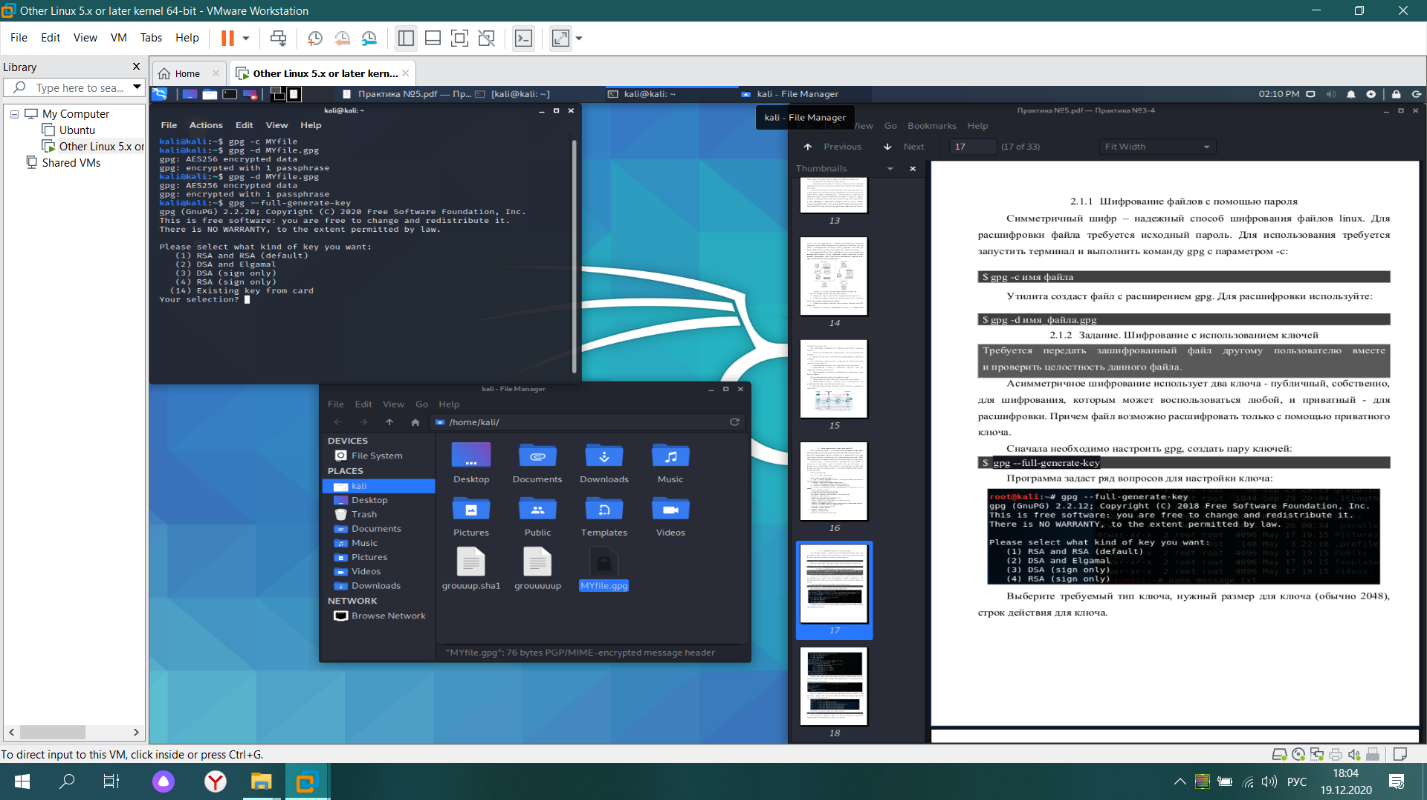 Other Linux 5.x or later kernel 64-bit - VMware Workstation
File Edit View VM Tabs Help
Library
Type here to sea...
My Computer
Ubuntu
Other Linux 5.x or
Shared VMs
Home
Other Linux 5.x or later kern...
Практика №5.pdf — Пр...
[kali@kali: ~]
kali@kali: ~
kali - File Manager
02:10 PM
kali@kali: ~
File Actions Edit View Help
kali@kali:~$ gpg -c MYfile
kali@kali:~$ gpg -d MYfile.gpg
gpg: AES256 encrypted data
gpg: encrypted with 1 passphrase
kali@kali:~$ gpg -d MYfile.gpg
gpg: AES256 encrypted data
gpg: encrypted with 1 passphrase
kali@kali:~$ gpg --full-generate-key
gpg (GnuPG) 2.2.20; Copyright (C) 2020 Free Software Foundation, Inc.
This is free software: you are free to change and redistribute it.
There is NO WARRANTY, to the extent permitted by law.
Please select what kind of key you want:
(1) RSA and RSA (default)
(2) DSA and Elgamal
(3) DSA (sign only)
(4) RSA (sign only)
(14) Existing key from card
Your selection?
kali - File Manager
File Edit View Go Help
/home/kali/
DEVICES
File System
PLACES
kali
Desktop
Trash
Documents
Music
Pictures
Videos
Downloads
NETWORK
Browse Network
Desktop Documents Downloads Music
Pictures Public Templates Videos
grouuup.sha1 grouuuuup MYfile.gpg
"MYfile.gpg": 76 bytes PGP/MIME-encrypted message header
kali - File Manager
Практика №5.pdf — Практика №3-4
View Go Bookmarks Help
Previous Next 17 (17 of 33) Fit Width
Thumbnails
13
14
15
16
17
18
2.1.1 Шифрование файлов с помощью пароля
Симметричный шифр – надежный способ шифрования файлов linux. Для
расшифровки файла требуется исходный пароль. Для использования требуется
запустить терминал и выполнить команду gpg с параметром -c:
$ gpg -c имя файла
Утилита создаст файл с расширением gpg. Для расшифровки используйте:
$ gpg -d имя_файла.gpg
2.1.2 Задание. Шифрование с использованием ключей
Требуется передать зашифрованный файл другому пользователю вместе
и проверить целостность данного файла.
Асимметричное шифрование использует два ключа - публичный, собственно,
для шифрования, которым может воспользоваться любой, и приватный - для
расшифровки. Причем файл возможно расшифровать только с помощью приватного
ключа.
Сначала необходимо настроить gpg, создать пару ключей:
$ gpg --full-generate-key
Программа задаст ряд вопросов для настройки ключа:
root@kali:~# gpg --full-generate-key
gpg (GnuPG) 2.2.12; Copyright (C) 2018 Free Software Foundation, Inc.
This is free software: you are free to change and redistribute it.
There is NO WARRANTY, to the extent permitted by law.
Please select what kind of key you want:
(1) RSA and RSA (default)
(2) DSA and Elgamal
(3) DSA (sign only)
(4) RSA (sign only)
Выберите требуемый тип ключа, нужный размер для ключа (обычно 2048),
строк действия для ключа.
To direct input to this VM, click inside or press Ctrl+G.
РУС
18:04
19.12.2020